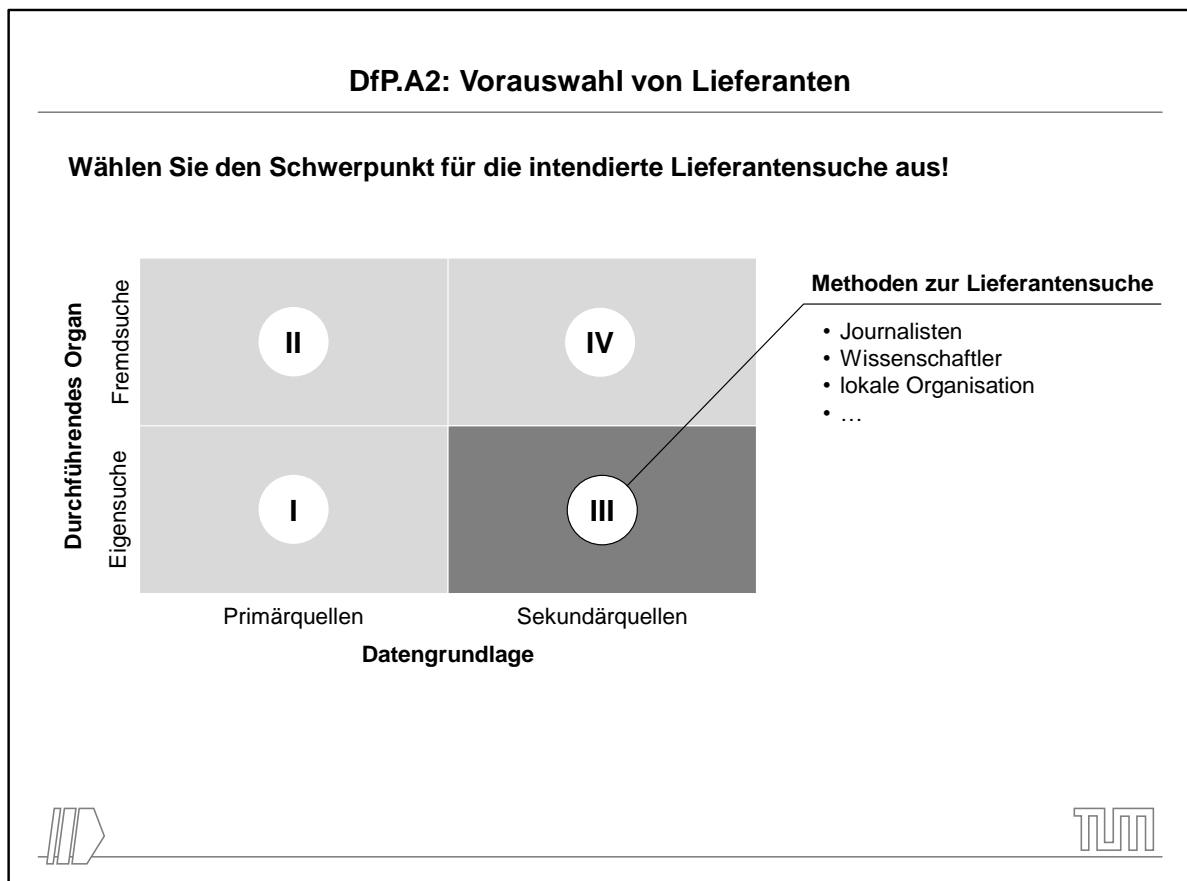 DfP.A2: Vorauswahl von Lieferanten
Wählen Sie den Schwerpunkt für die intendierte Lieferantensuche aus!
Durchführendes Organ
Fremdsuche
Eigensuche
II
IV
I
III
Primärquellen
Sekundärquellen
Datengrundlage
Methoden zur Lieferantensuche
• Journalisten
• Wissenschaftler
• lokale Organisation
• …
TUM